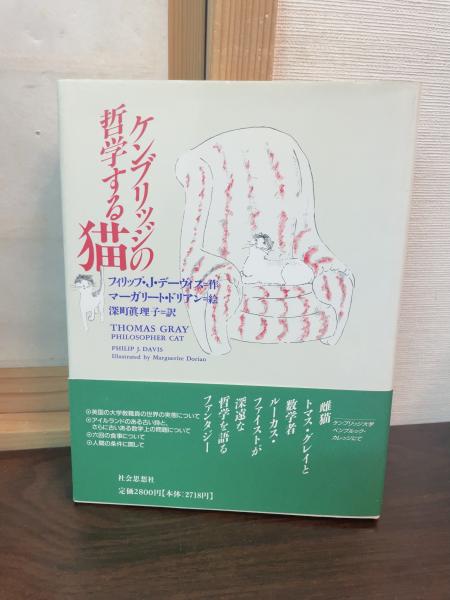 ケンブリッジの
哲学する猫
フィリップ・J・デーヴィス=作
マーガリート・ドリアン=絵
深町眞理子=訳
THOMAS GRAY
PHILOSOPHER CAT
PHILIP J. DAVIS
Illustrated by Marguerite Dorian
ケンブリッジ大学
ペンブルック・
カレッジにて
雌猫
トマス・グレイと
数学者
ルーカス・
ファイストが
深遠な
哲学を語る
ファンタジー
●英国の大学教職員の世界の実態について
●アイルランドのある古い詩と、
さらに古いある数学上の問題について
●六回の食事について
●人間の条件に関して
社会思想社
定価2800円【本体:2718円】